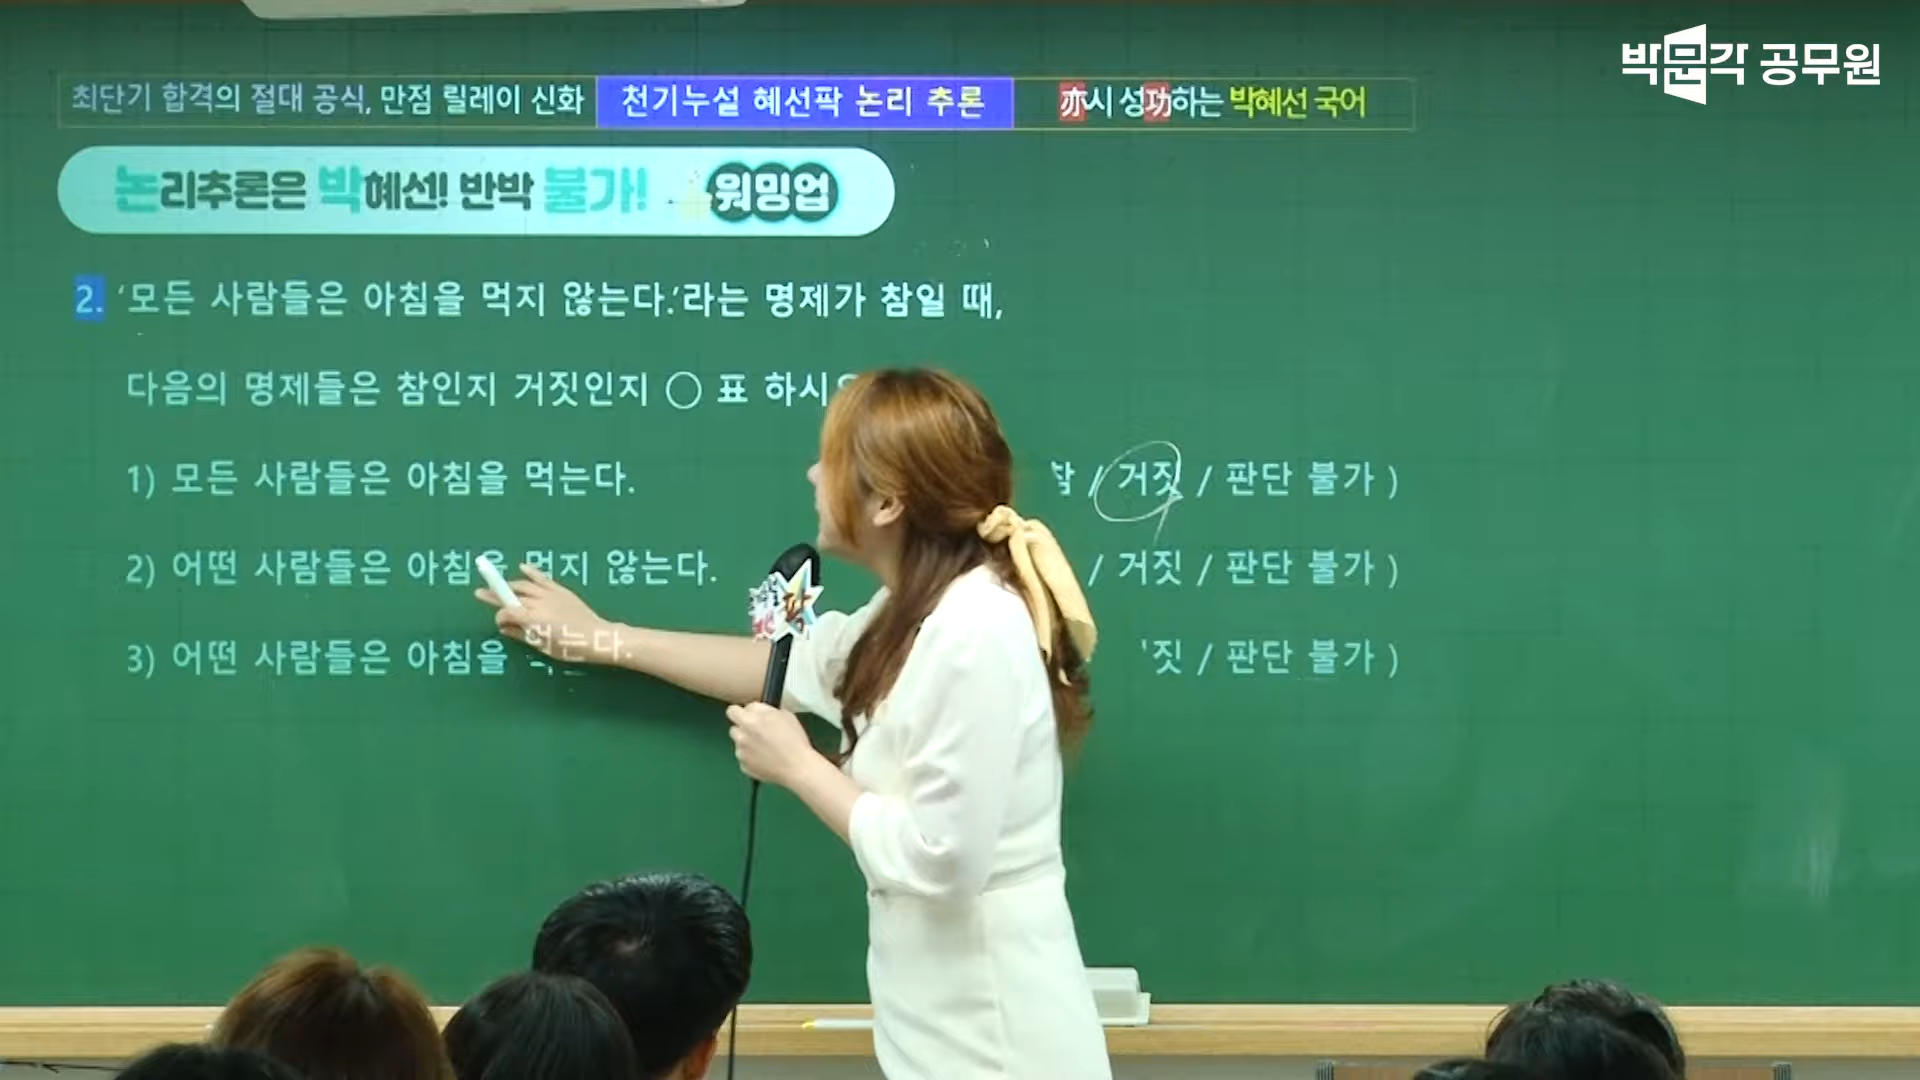 박문각 공무원
최단기 합격의 절대 공식, 만점 릴레이 신화 천기누설 혜선팍 논리 추론 亦시 성功하는 박혜선 국어
논리추론은 박혜선! 반박 불가! 워밍업
2. ‘모든 사람들은 아침을 먹지 않는다.’라는 명제가 참일 때,
다음의 명제들은 참인지 거짓인지 ○ 표 하시
1) 모든 사람들은 아침을 먹는다. / 거짓 / 판단 불가 )
2) 어떤 사람들은 아침을 먹지 않는다. / 거짓 / 판단 불가 )
3) 어떤 사람들은 아침을 먹는다. 짓 / 판단 불가 )